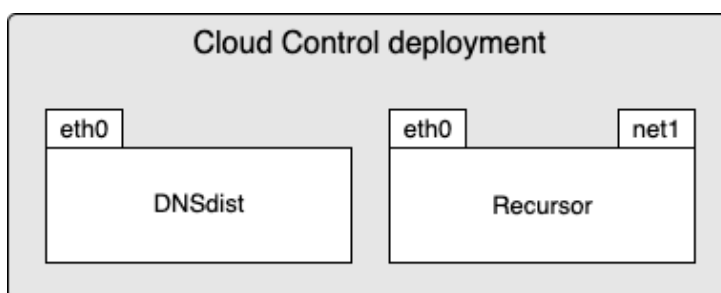 Cloud Control deployment
eth0
eth0
net1
DNSdist
Recursor